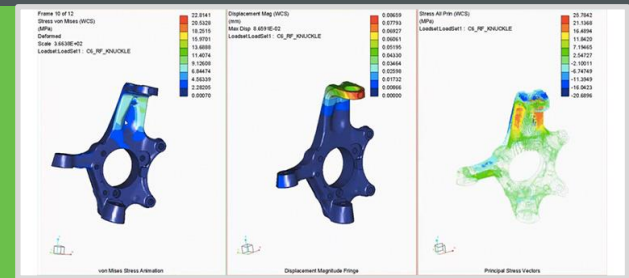 Frame 10 of 12
Stress von Mises (WCS)
(MPa)
Deformed
Scale 3.6638E+02
Loadset:LoadSet1 : C6_RF_KNUCKLE
22.8141
20.5328
18.2515
15.9701
13.6888
11.4074
9.12608
6.84474
4.56339
2.28205
0.00070
von Mises Stress Animation
Displacement Mag (WCS)
(mm)
Max Disp 8.6591E-02
Loadset:LoadSet1 : C6_RF_KNUCKLE
0.08659
0.07793
0.06927
0.06061
0.05195
0.04330
0.03464
0.02598
0.01732
0.00866
0.00000
Displacement Magnitude Fringe
Stress All Prin (WCS)
(MPa)
Loadset:LoadSet1 : C6_RF_KNUCKLE
25.7842
21.1368
16.4894
11.8420
7.19465
2.54727
-2.10011
-6.74749
-11.3949
-16.0423
-20.6896
Principal Stress Vectors